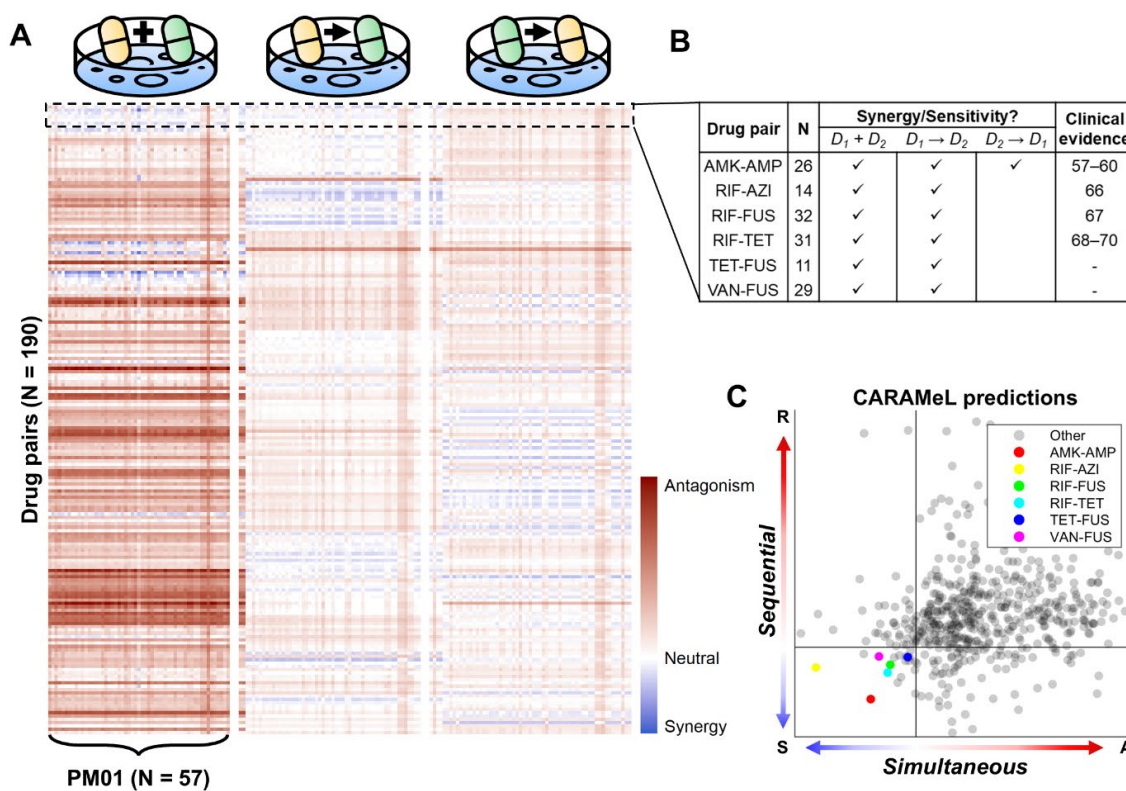 A
B
Drug pair N Synergy/Sensitivity? Clinical evidence
D1 + D2 D1 → D2 D2 → D1
AMK-AMP 26 ✓ ✓ ✓ 57–60
RIF-AZI 14 ✓ ✓ 66
RIF-FUS 32 ✓ ✓ 67
RIF-TET 31 ✓ ✓ 68–70
TET-FUS 11 ✓ ✓ -
VAN-FUS 29 ✓ ✓ -
Drug pairs (N = 190)
Antagonism
Neutral
Synergy
PM01 (N = 57)
C
CARAMeL predictions
R
Other
AMK-AMP
RIF-AZI
RIF-FUS
RIF-TET
TET-FUS
VAN-FUS
Sequential
S
A
Simultaneous